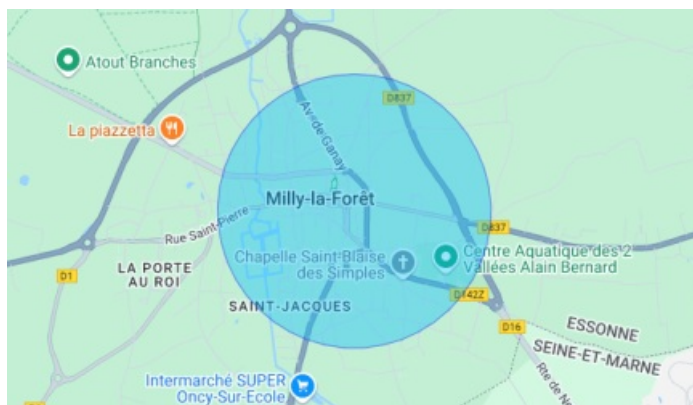 Atout Branches
D837
La piazzetta
Av. de Ganay
Milly-la-Forêt
Rue Saint-Pierre
D837
Chapelle Saint-Blaise
des Simples
Centre Aquatique des 2
Vallées Alain Bernard
D1
LA PORTE
AU ROI
D142Z
SAINT-JACQUES
D16
ESSONNE
SEINE-ET-MARNE
Intermarché SUPER
Oncy-Sur-Ecole
Rte de